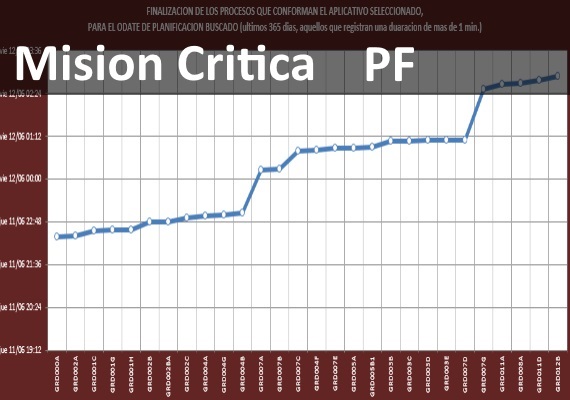 FINALIZACION DE LOS PROCESOS QUE CONFORMAN EL APLICATIVO SELECCIONADO,
PARA EL ODATE DE PLANIFICACION BUSCADO (ultimos 365 dias, aquellos que registran una duaracion de mas de 1 min.)
Mision Critica PF
vie 12/06 03:36
vie 12/06 02:24
vie 12/06 01:12
vie 12/06 00:00
jue 11/06 22:48
jue 11/06 21:36
jue 11/06 20:24
jue 11/06 19:12
GRD000A
GRD002A
GRD001C
GRD001G
GRD001H
GRD002B
GRD002BA
GRD002C
GRD004A
GRD004G
GRD004B
GRD007A
GRD007B
GRD007C
GRD004F
GRD007E
GRD005A
GRD005B1
GRD005B
GRD003C
GRD005D
GRD003E
GRD007D
GRD007G
GRD011A
GRD008A
GRD011D
GRD012B